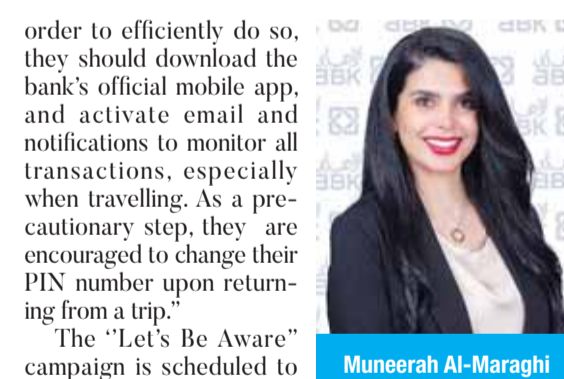 order to efficiently do so,
they should download the
bank's official mobile app,
and activate email and
notifications to monitor all
transactions, especially
when travelling. As a pre-
cautionary step, they are
encouraged to change their
PIN number upon return-
ing from a trip.”
The ‘’Let’s Be Aware”
campaign is scheduled to
Muneerah Al-Maraghi